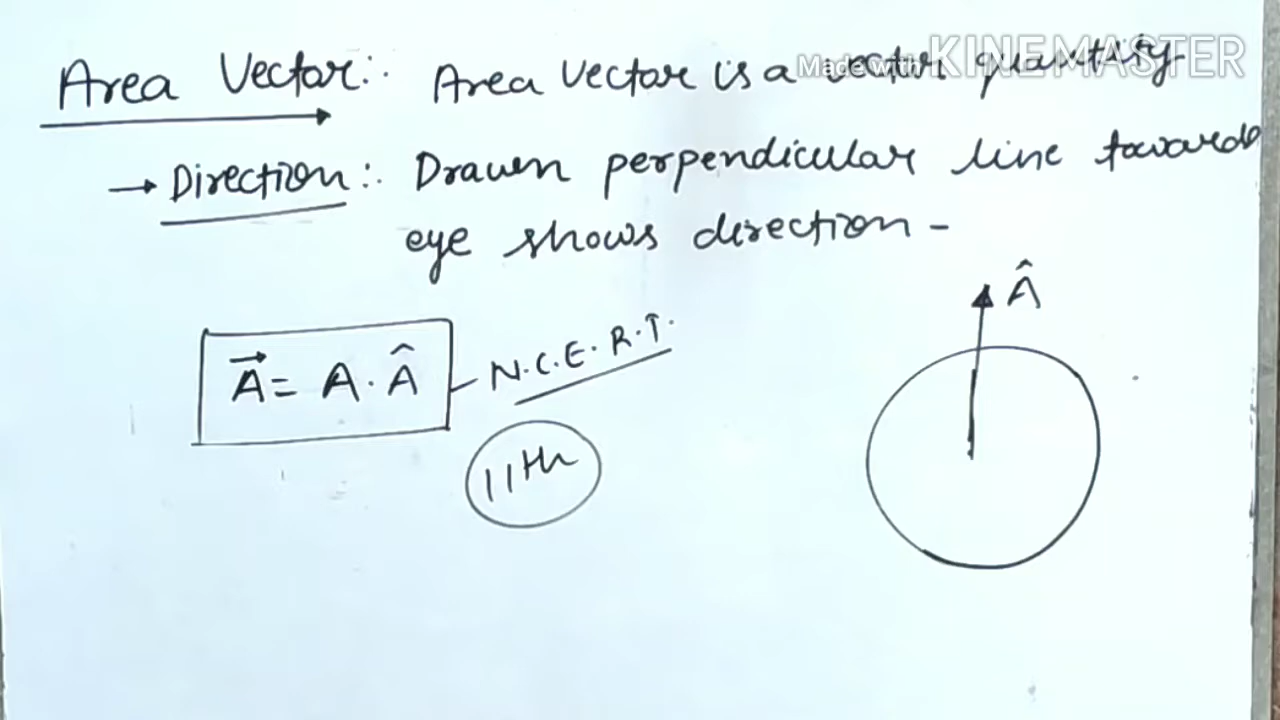 Area Vector:. Area Vector is a vector quantity
Made with KINEMASTER
→ Direction:. Drawn perpendicular line towards
eye shows direction -
Â
A⃗ = A . Â
N.C.E.R.T.
11th